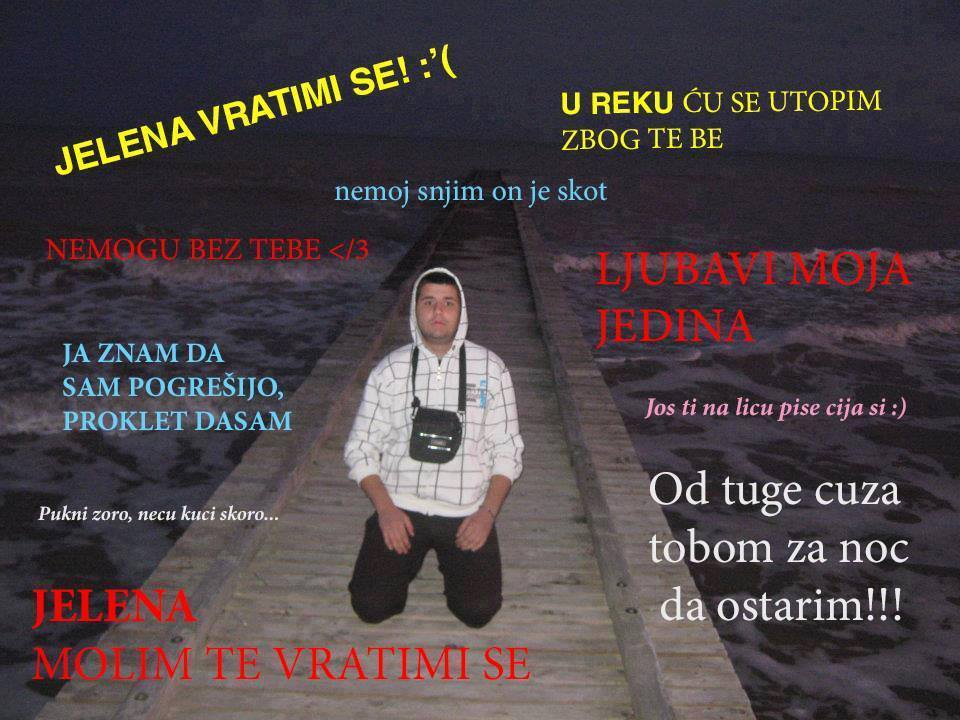 JELENA VRATIMI SE! :'(
U REKU ĆU SE UTOPIM
ZBOG TE BE
nemoj snjim on je skot
NEMOGU BEZ TEBE </3
LJUBAVI MOJA
JEDINA
JA ZNAM DA
SAM POGREŠIJO,
PROKLET DASAM
Jos ti na licu pise cija si :)
Od tuge cuza
tobom za noc
da ostarim!!!
Pukni zoro, necu kuci skoro...
JELENA
MOLIM TE VRATIMI SE